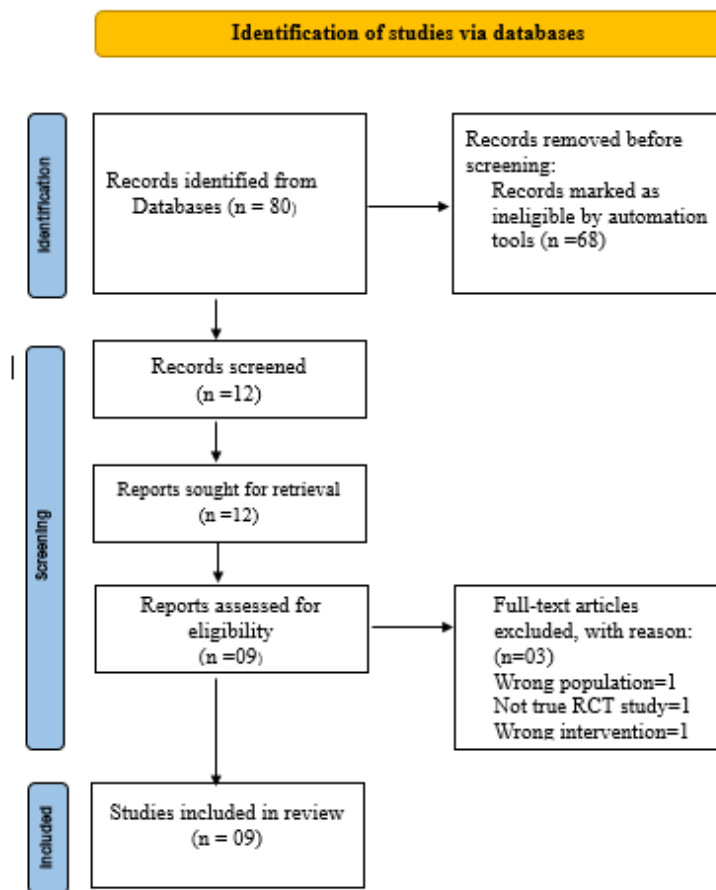 Identification of studies via databases
Identification
Records identified from
Databases (n = 80)
Records removed before
screening:
Records marked as
ineligible by automation
tools (n =68)
Screening
Records screened
(n =12)
Reports sought for retrieval
(n =12)
Reports assessed for
eligibility
(n =09)
Full-text articles
excluded, with reason:
(n=03)
Wrong population=1
Not true RCT study=1
Wrong intervention=1
Included
Studies included in review
(n = 09)